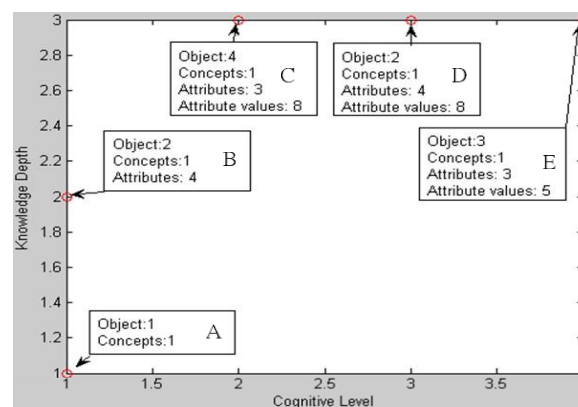 3
2.8
2.6
2.4
2.2
2
1.8
1.6
1.4
1.2
1
Knowledge Depth
Object:4
Concepts:1
Attributes: 3
Attribute values: 8
C
Object:2
Concepts:1
Attributes: 4
Attribute values: 8
D
Object:2
Concepts:1
Attributes: 4
B
Object:3
Concepts:1
Attributes: 3
Attribute values: 5
E
Object:1
Concepts:1
A
1
1.5
2
2.5
3
3.5
Cognitive Level